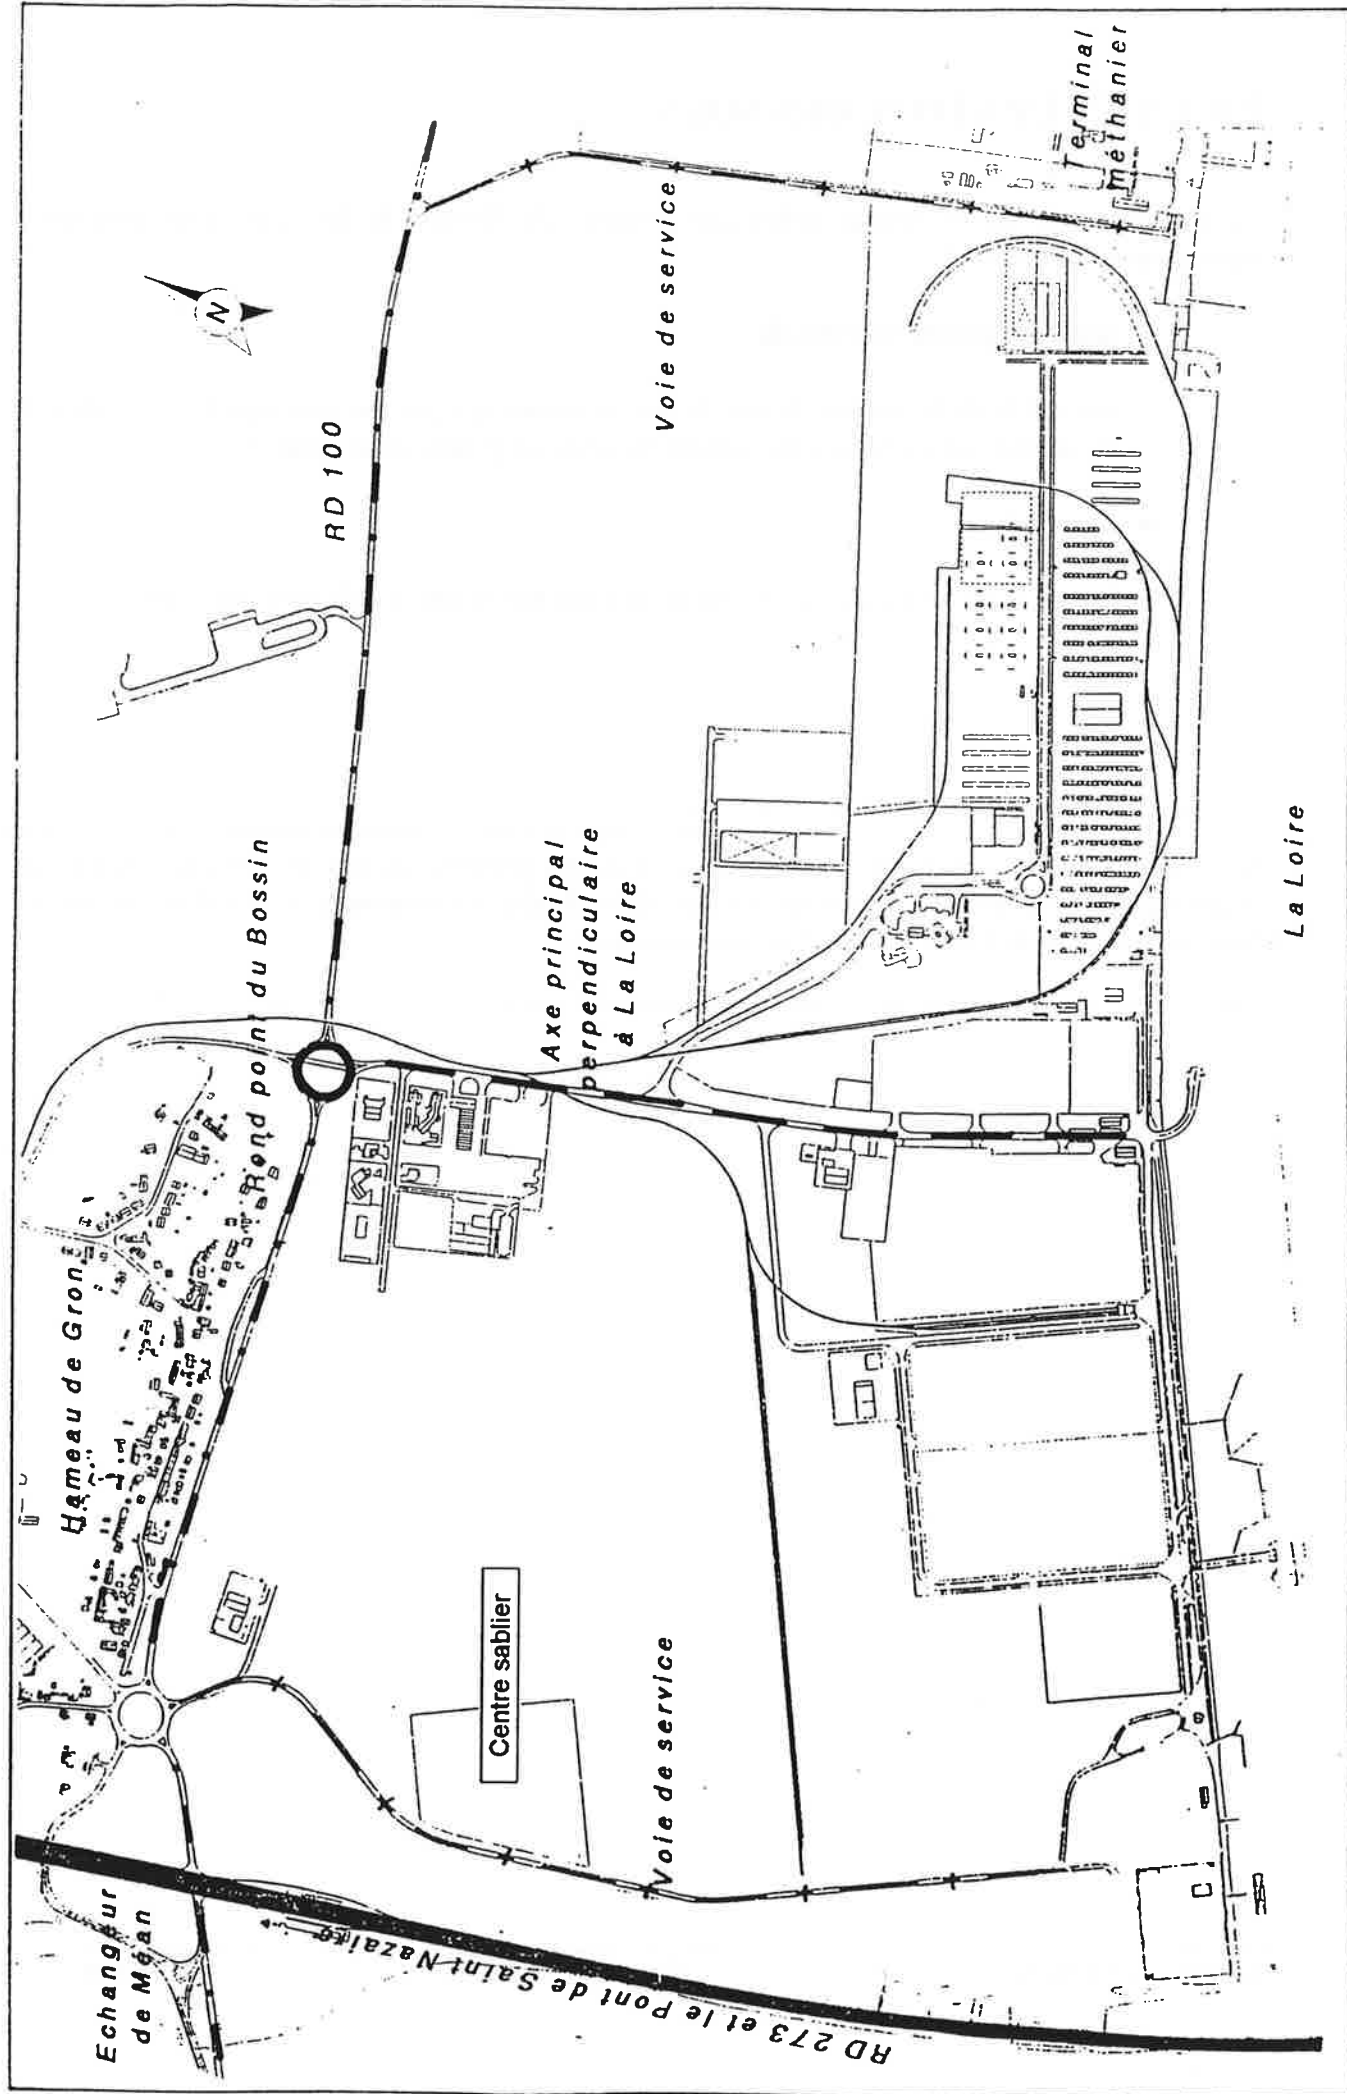 Echangeur
de Méan
Hameau de Gron
Rond point du Bossin
RD 100
N
Terminal
méthanier
Voie de service
Axe principal
perpendiculaire
à La Loire
Centre sablier
Voie de service
RD 273 et le Pont de Saint Nazaire
La Loire